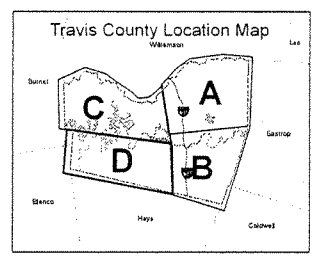 Travis County Location Map
Williamson
Lee
Burnet
A
C
Bastrop
D
B
Blanco
Hays
Caldwell